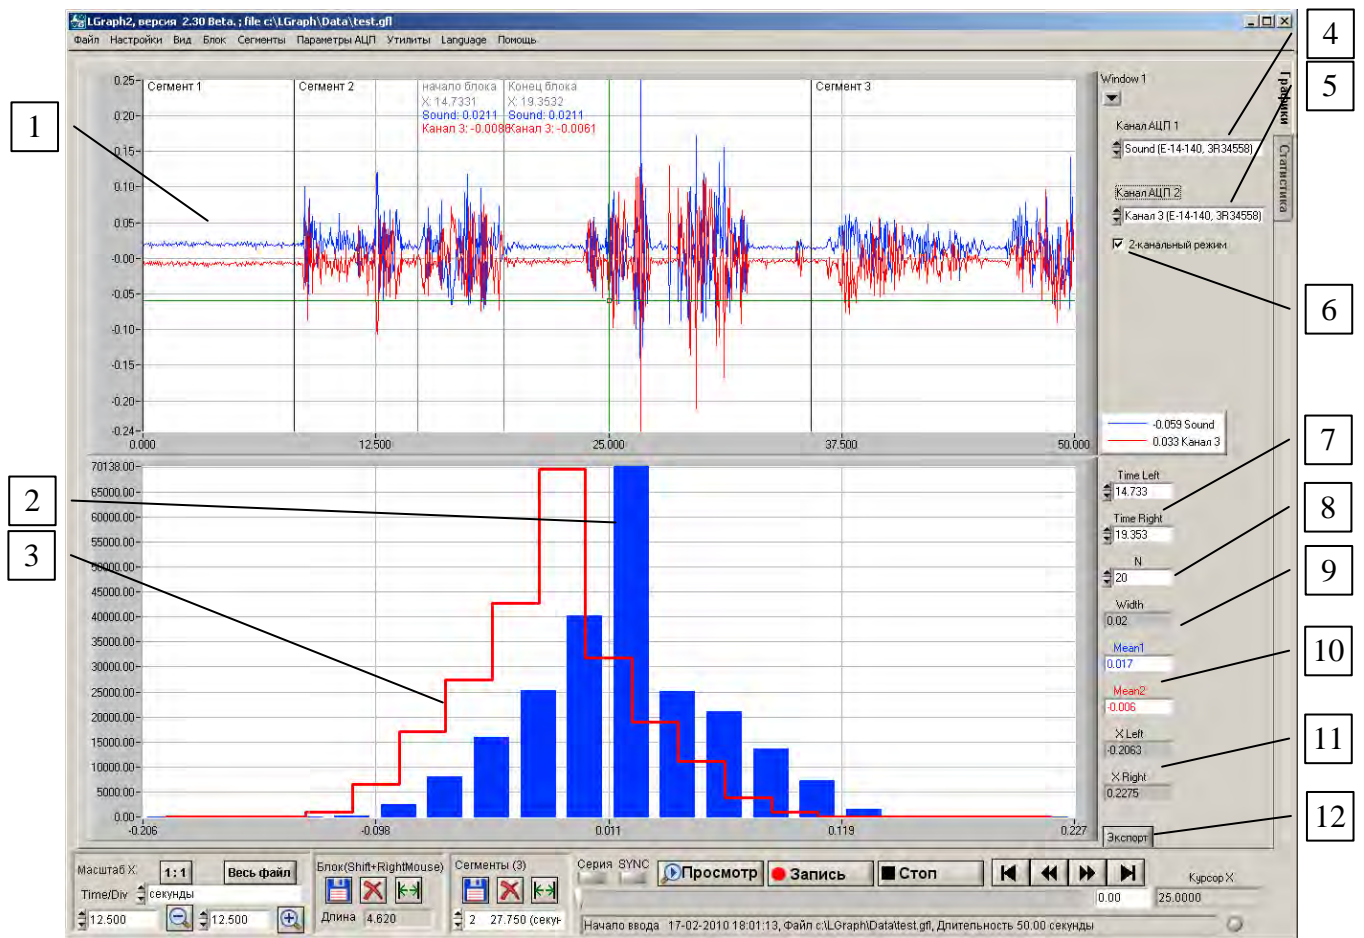 LGraph2, версия 2.30 Beta. ; file c:\LGraph\Data\test.gfl
Файл Настройки Вид Блок Сегменты Параметры АЦП Утилиты Language Помощь
Сегмент 1
Сегмент 2
начало блока
X: 14.7331
Sound: 0.0211
Канал 3: -0.0086
Конец блока
X: 19.3532
Sound: 0.0211
Канал 3: -0.0061
Сегмент 3
0.25
0.20
0.15
0.10
0.05
-0.00
-0.05
-0.10
-0.15
-0.20
-0.24
0.000 12.500 25.000 37.500 50.000
Window 1
Канал АЦП 1
Sound (E-14-140, 3R34558)
Канал АЦП 2
Канал 3 (E-14-140, 3R34558)
2-канальный режим
Графики
Статистика
-0.059 Sound
0.033 Канал 3
70138.00
65000.00
60000.00
55000.00
50000.00
45000.00
40000.00
35000.00
30000.00
25000.00
20000.00
15000.00
10000.00
5000.00
0.00
-0.206 -0.098 0.011 0.119 0.227
Time Left
14.733
Time Right
19.353
N
20
Width
0.02
Mean1
0.017
Mean2
-0.006
X Left
-0.2063
X Right
0.2275
Экспорт
Масштаб X:
1:1
Весь файл
Time/Div
секунды
12.500
12.500
Блок(Shift+RightMouse)
Длина 4.620
Сегменты (3)
2 27.750 (секун
Серия SYNC
Просмотр
Запись
Стоп
0.00
Курсор X
25.0000
Начало ввода 17-02-2010 18:01:13, Файл c:\LGraph\Data\test.gfl, Длительность 50.00 секунды
1
2
3
4
5
6
7
8
9
10
11
12